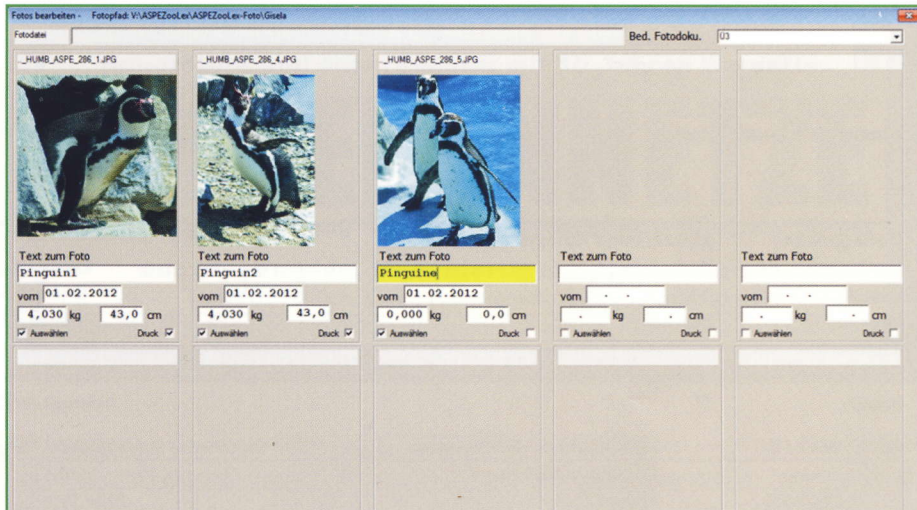 Fotos bearbeiten - Fotopfad: V:\ASPEZooLex\ASPEZooLex-Foto\Gisela
Fotodatei Bed. Fotodoku. Ü3
._HUMB_ASPE_286_1.JPG ._HUMB_ASPE_286_4.JPG ._HUMB_ASPE_286_5.JPG
Text zum Foto Text zum Foto Text zum Foto Text zum Foto Text zum Foto
Pinguin1 Pinguin2 Pinguine
vom 01.02.2012 vom 01.02.2012 vom 01.02.2012 vom . . vom . .
4,030 kg 43,0 cm 4,030 kg 43,0 cm 0,000 kg 0,0 cm . kg . cm . kg . cm
Auswählen Druck Auswählen Druck Auswählen Druck Auswählen Druck Auswählen Druck